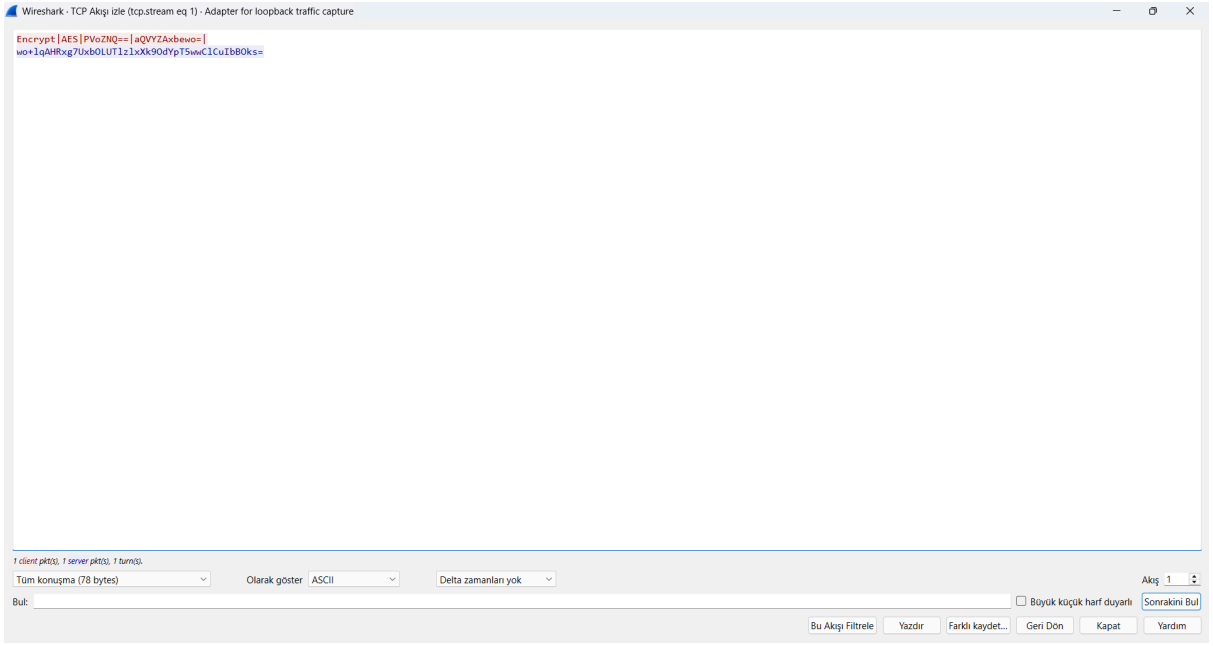 Wireshark · TCP Akışı izle (tcp.stream eq 1) · Adapter for loopback traffic capture
Encrypt|AES|PVoZNQ==|aQVYZAxbewo=|
wo+lqAHRxg7UxbOLUTlzlxXk9OdYpT5wwClCuIbBOks=
1 client pkt(s), 1 server pkt(s), 1 turn(s).
Tüm konuşma (78 bytes) Olarak göster ASCII Delta zamanları yok Akış 1
Bul: Büyük küçük harf duyarlı Sonrakini Bul
Bu Akışı Filtrele Yazdır Farklı kaydet... Geri Dön Kapat Yardım